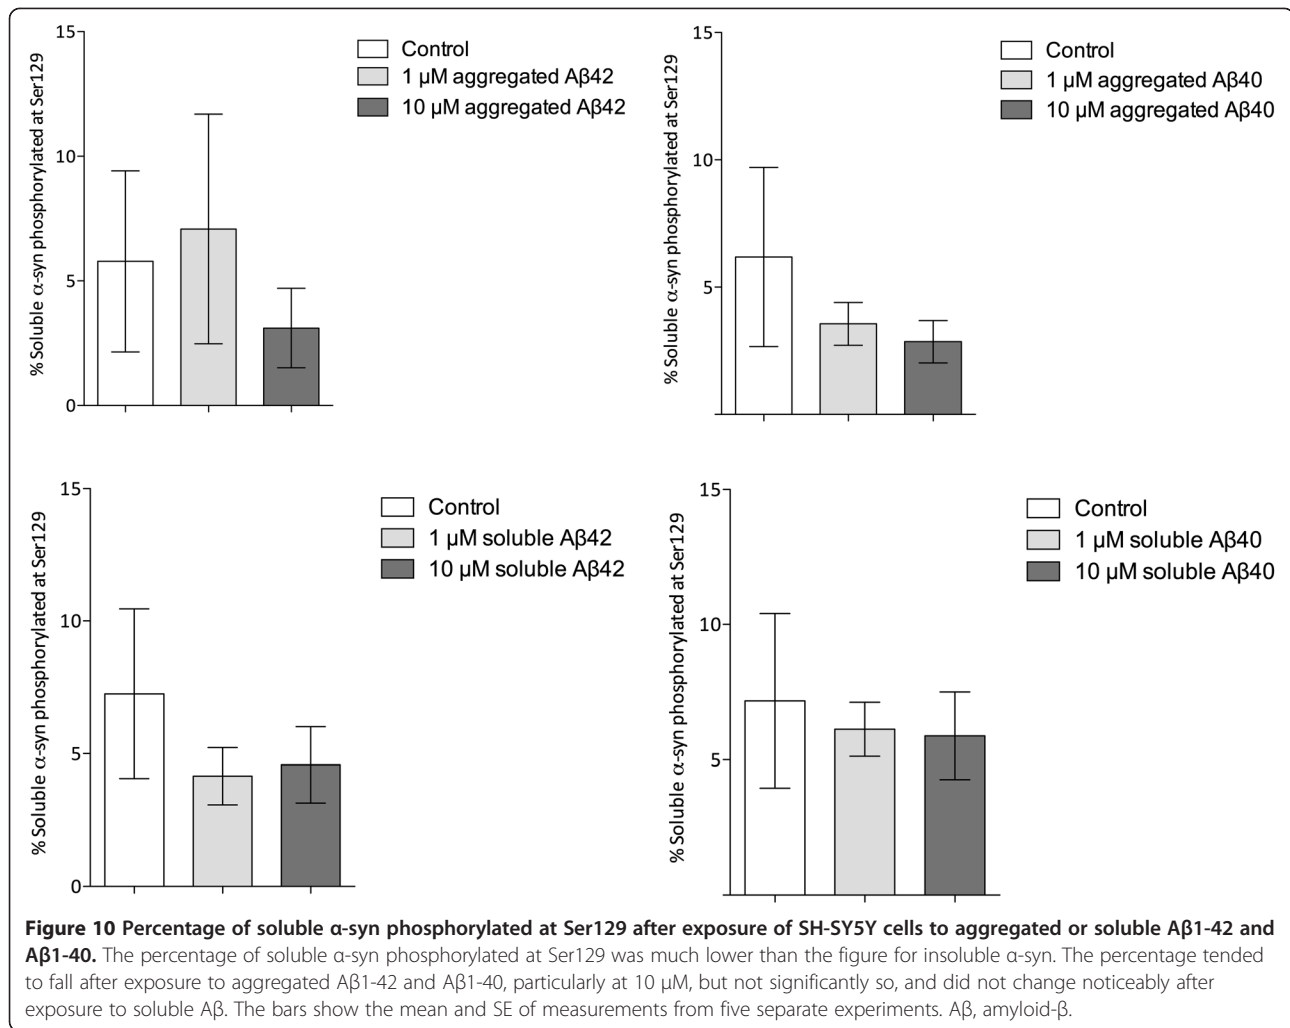 15
10
5
0
% Soluble α-syn phosphorylated at Ser129
Control
1 µM aggregated Aβ42
10 µM aggregated Aβ42
15
10
5
% Soluble α-syn phosphorylated at Ser129
Control
1 µM aggregated Aβ40
10 µM aggregated Aβ40
15
10
5
0
% Soluble α-syn phosphorylated at Ser129
Control
1 µM soluble Aβ42
10 µM soluble Aβ42
15
10
5
% Soluble α-syn phosphorylated at Ser129
Control
1 µM soluble Aβ40
10 µM soluble Aβ40
Figure 10 Percentage of soluble α-syn phosphorylated at Ser129 after exposure of SH-SY5Y cells to aggregated or soluble Aβ1-42 and
Aβ1-40. The percentage of soluble α-syn phosphorylated at Ser129 was much lower than the figure for insoluble α-syn. The percentage tended
to fall after exposure to aggregated Aβ1-42 and Aβ1-40, particularly at 10 µM, but not significantly so, and did not change noticeably after
exposure to soluble Aβ. The bars show the mean and SE of measurements from five separate experiments. Aβ, amyloid-β.